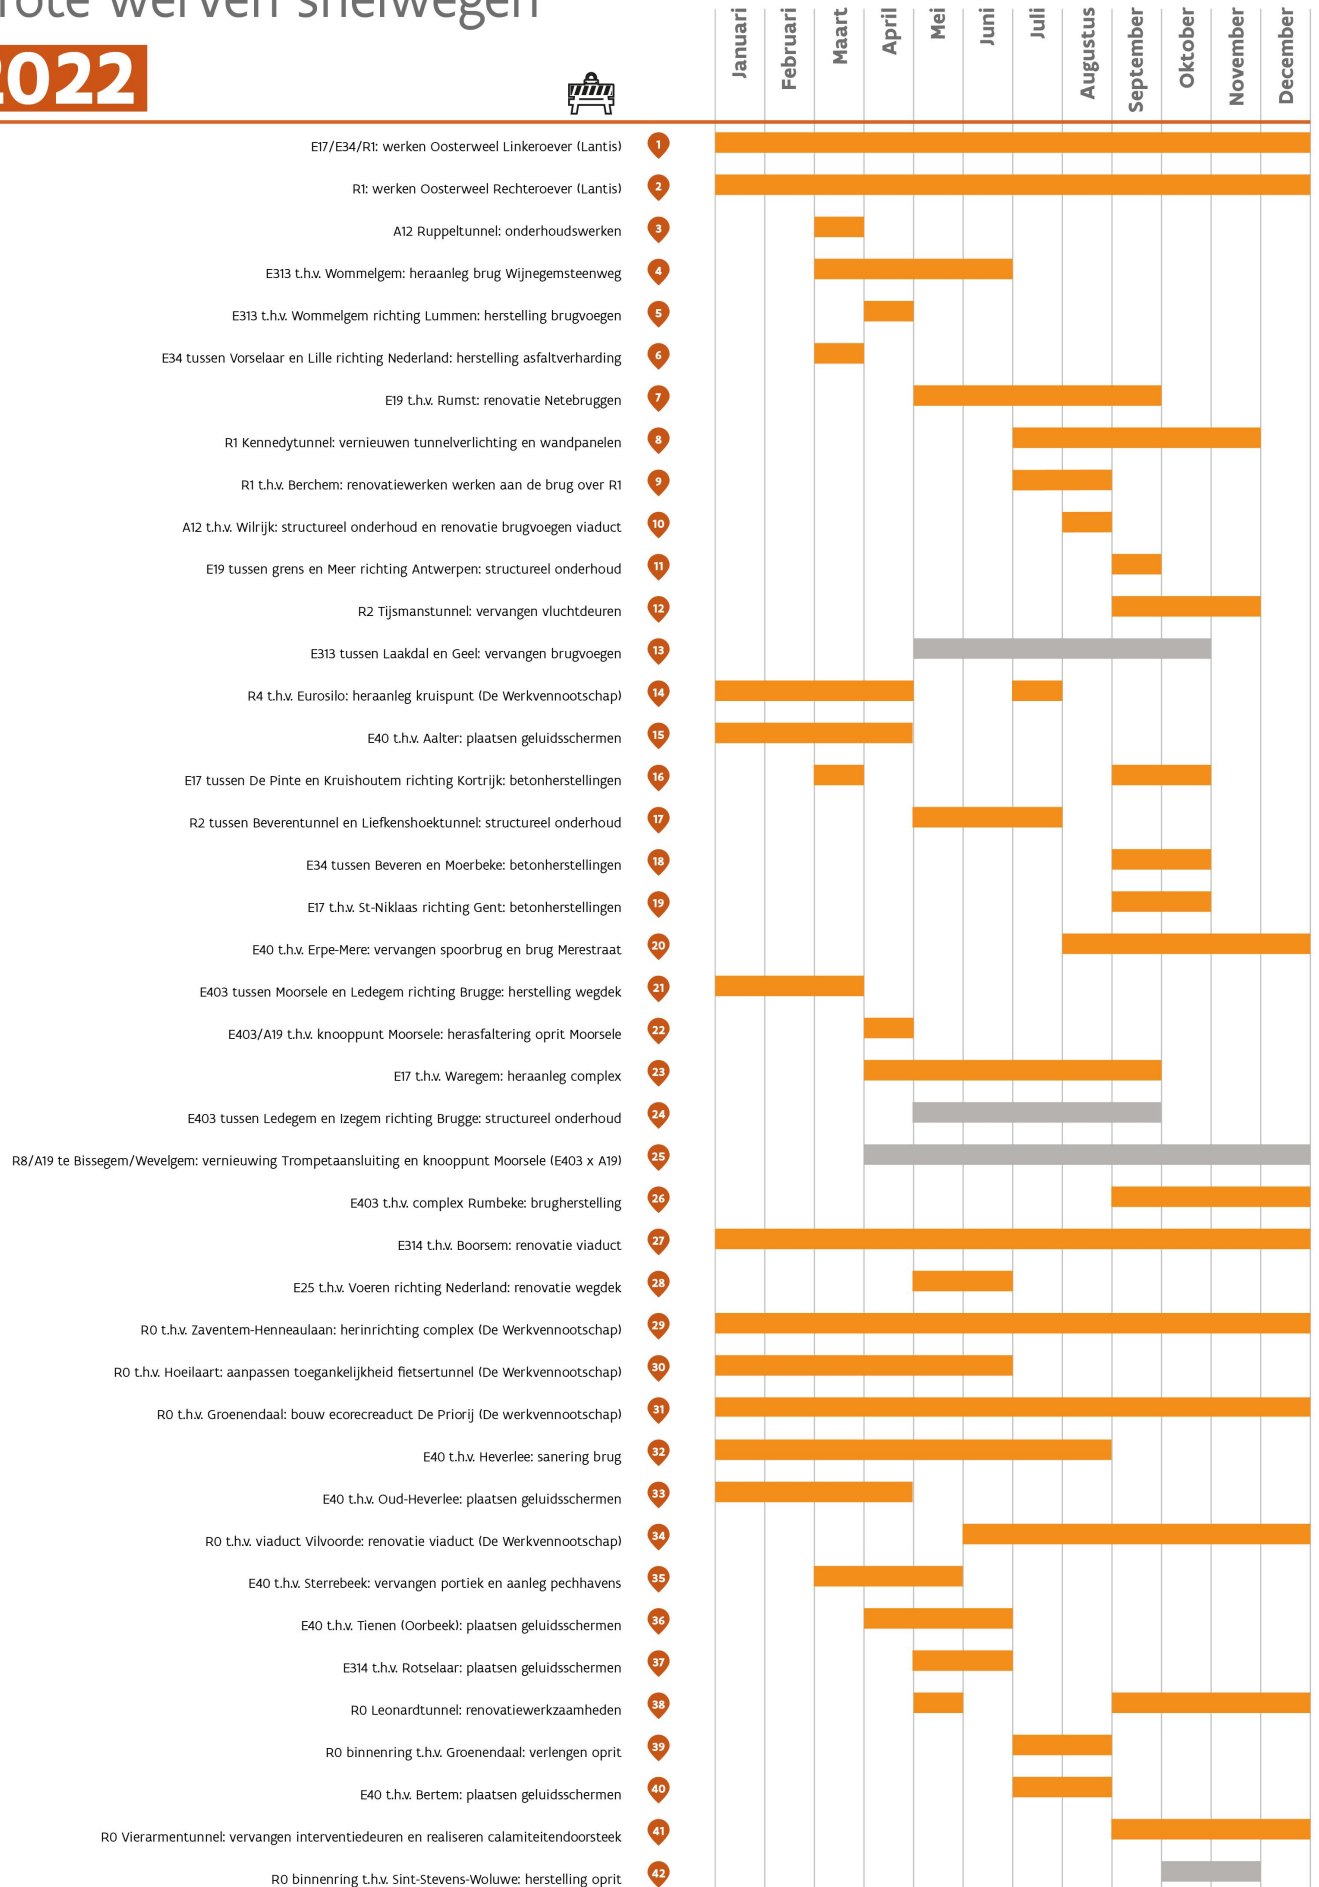 rote werven snelwegen
2022
Januari
Februari
Maart
April
Mei
Juni
Juli
Augustus
September
Oktober
November
December
E17/E34/R1: werken Oosterweel Linkeroever (Lantis) 1
R1: werken Oosterweel Rechteroever (Lantis) 2
A12 Ruppeltunnel: onderhoudswerken 3
E313 t.h.v. Wommelgem: heraanleg brug Wijnegemsteenweg 4
E313 t.h.v. Wommelgem richting Lummen: herstelling brugvoegen 5
E34 tussen Vorselaar en Lille richting Nederland: herstelling asfaltverharding 6
E19 t.h.v. Rumst: renovatie Netebruggen 7
R1 Kennedytunnel: vernieuwen tunnelverlichting en wandpanelen 8
R1 t.h.v. Berchem: renovatiewerken werken aan de brug over R1 9
A12 t.h.v. Wilrijk: structureel onderhoud en renovatie brugvoegen viaduct 10
E19 tussen grens en Meer richting Antwerpen: structureel onderhoud 11
R2 Tijsmanstunnel: vervangen vluchtdeuren 12
E313 tussen Laakdal en Geel: vervangen brugvoegen 13
R4 t.h.v. Eurosilo: heraanleg kruispunt (De Werkvennootschap) 14
E40 t.h.v. Aalter: plaatsen geluidsschermen 15
E17 tussen De Pinte en Kruishoutem richting Kortrijk: betonherstellingen 16
R2 tussen Beverentunnel en Liefkenshoektunnel: structureel onderhoud 17
E34 tussen Beveren en Moerbeke: betonherstellingen 18
E17 t.h.v. St-Niklaas richting Gent: betonherstellingen 19
E40 t.h.v. Erpe-Mere: vervangen spoorbrug en brug Merestraat 20
E403 tussen Moorsele en Ledegem richting Brugge: herstelling wegdek 21
E403/A19 t.h.v. knooppunt Moorsele: herasfaltering oprit Moorsele 22
E17 t.h.v. Waregem: heraanleg complex 23
E403 tussen Ledegem en Izegem richting Brugge: structureel onderhoud 24
R8/A19 te Bissegem/Wevelgem: vernieuwing Trompetaansluiting en knooppunt Moorsele (E403 x A19) 25
E403 t.h.v. complex Rumbeke: brugherstelling 26
E314 t.h.v. Boorsem: renovatie viaduct 27
E25 t.h.v. Voeren richting Nederland: renovatie wegdek 28
R0 t.h.v. Zaventem-Henneaulaan: herinrichting complex (De Werkvennootschap) 29
R0 t.h.v. Hoeilaart: aanpassen toegankelijkheid fietsertunnel (De Werkvennootschap) 30
R0 t.h.v. Groenendaal: bouw ecorecreaduct De Priorij (De werkvennootschap) 31
E40 t.h.v. Heverlee: sanering brug 32
E40 t.h.v. Oud-Heverlee: plaatsen geluidsschermen 33
R0 t.h.v. viaduct Vilvoorde: renovatie viaduct (De Werkvennootschap) 34
E40 t.h.v. Sterrebeek: vervangen portiek en aanleg pechhavens 35
E40 t.h.v. Tienen (Oorbeek): plaatsen geluidsschermen 36
E314 t.h.v. Rotselaar: plaatsen geluidsschermen 37
R0 Leonardtunnel: renovatiewerkzaamheden 38
R0 binnenring t.h.v. Groenendaal: verlengen oprit 39
E40 t.h.v. Bertem: plaatsen geluidsschermen 40
R0 Vierarmentunnel: vervangen interventiedeuren en realiseren calamiteitendoorsteek 41
R0 binnenring t.h.v. Sint-Stevens-Woluwe: herstelling oprit 42